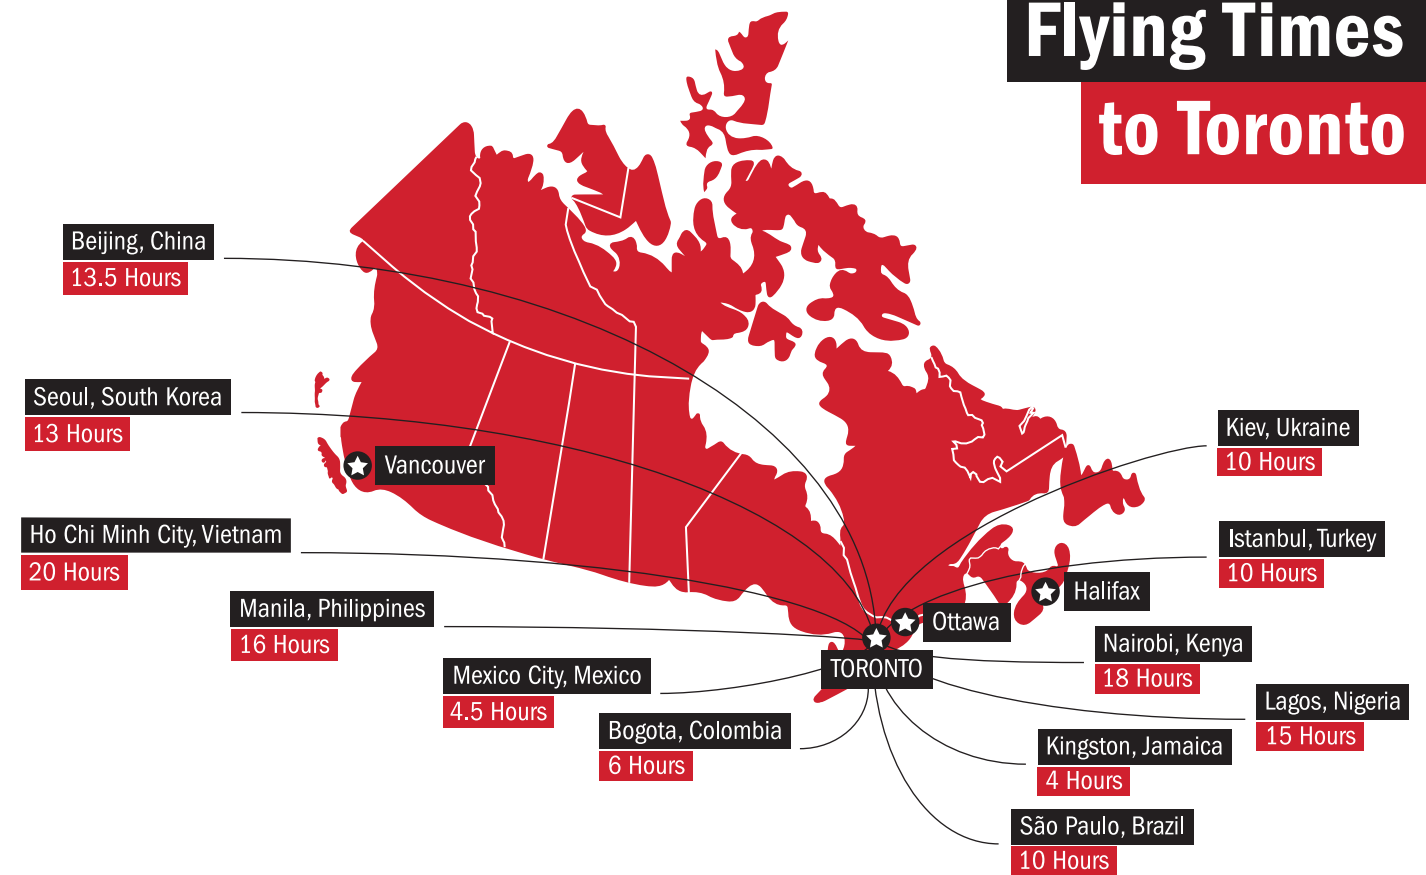 Flying Times
to Toronto
Beijing, China
13.5 Hours
Seoul, South Korea
13 Hours
Vancouver
Kiev, Ukraine
10 Hours
Ho Chi Minh City, Vietnam
20 Hours
Istanbul, Turkey
10 Hours
Halifax
Manila, Philippines
16 Hours
Ottawa
Nairobi, Kenya
18 Hours
TORONTO
Mexico City, Mexico
4.5 Hours
Lagos, Nigeria
15 Hours
Bogota, Colombia
6 Hours
Kingston, Jamaica
4 Hours
São Paulo, Brazil
10 Hours